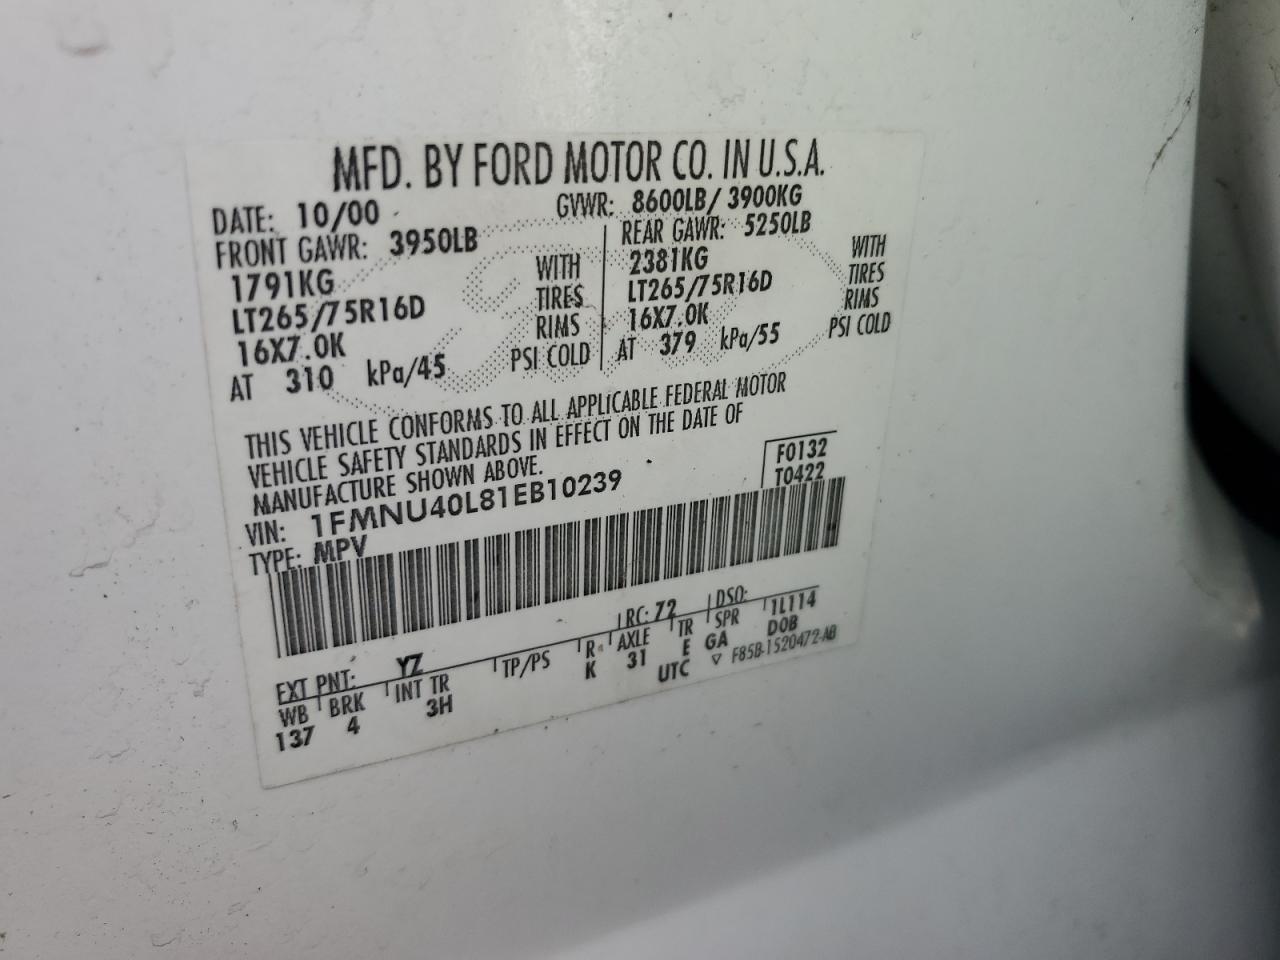 MFD. BY FORD MOTOR CO. IN U.S.A.
DATE: 10/00 GVWR: 8600LB/ 3900KG
FRONT GAWR: 3950LB REAR GAWR: 5250LB
1791KG WITH 2381KG WITH
LT265/75R16D TIRES LT265/75R16D TIRES
16X7.0K RIMS 16X7.0K RIMS
AT 310 kPa/45 PSI COLD AT 379 kPa/55 PSI COLD
THIS VEHICLE CONFORMS TO ALL APPLICABLE FEDERAL MOTOR
VEHICLE SAFETY STANDARDS IN EFFECT ON THE DATE OF
MANUFACTURE SHOWN ABOVE.
F0132
VIN: 1FMNU40L81EB10239 T0422
TYPE: MPV
EXT PNT: YZ RC: 72 DSO:
WB BRK INT TR TP/PS R AXLE TR SPR 1L114
137 4 3H K 31 E GA DOB
UTC ▽ F85B-1520472-AB